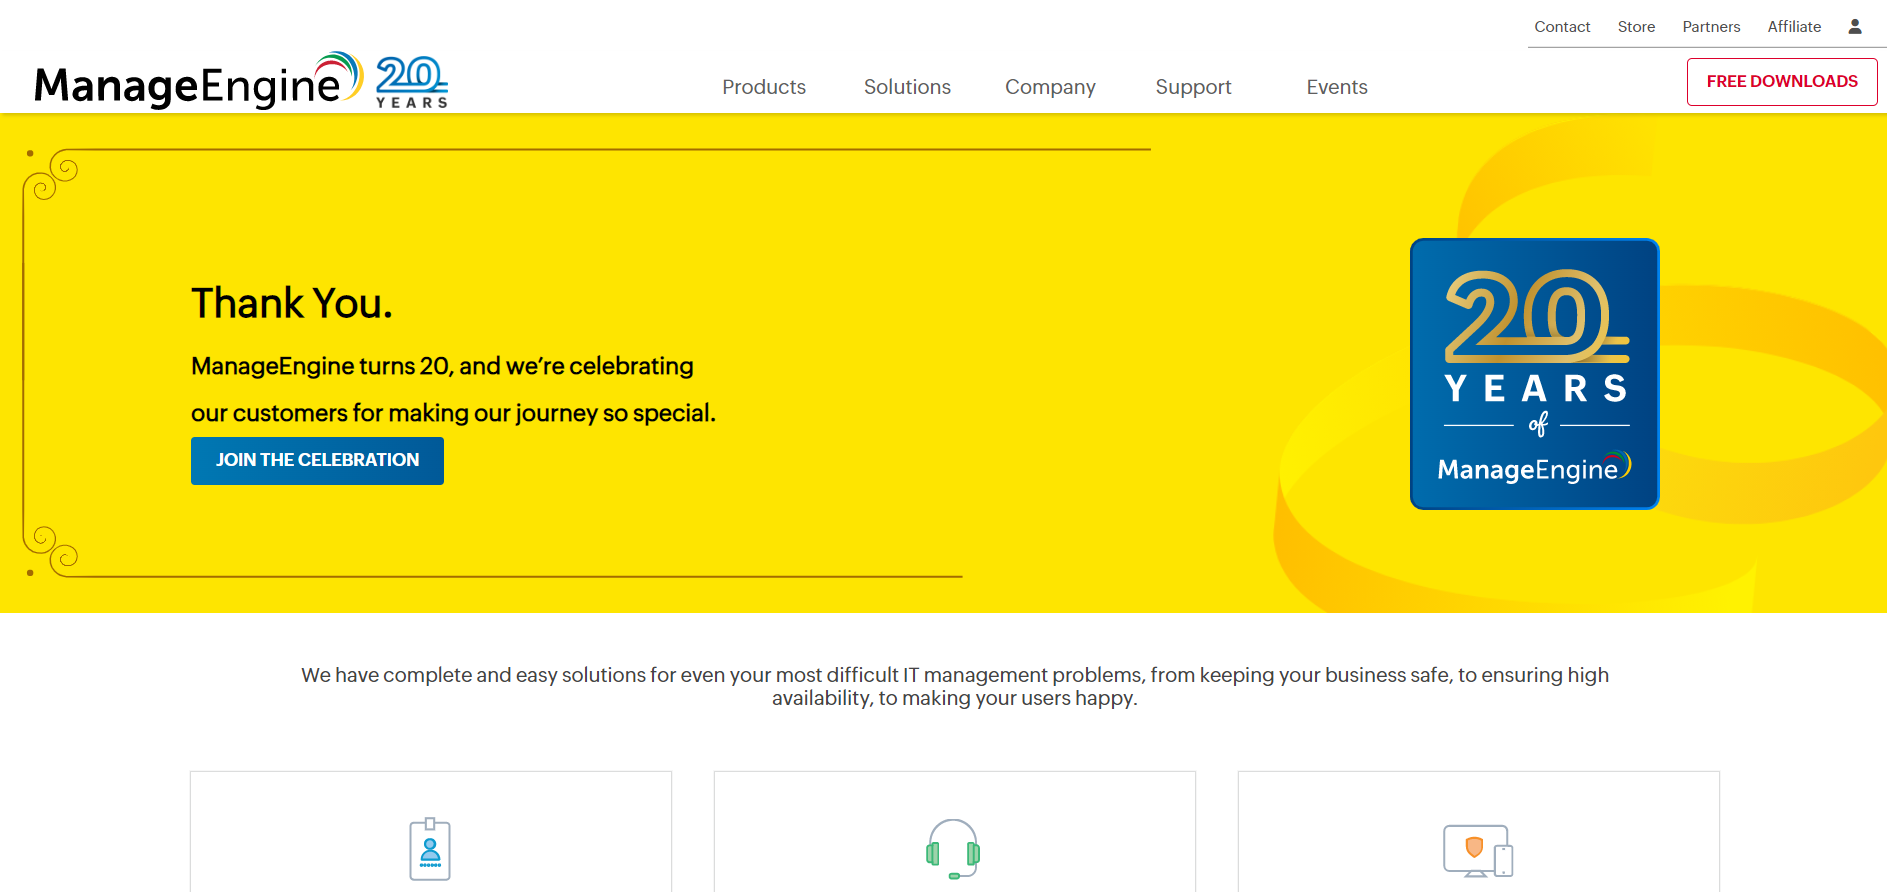 Contact Store Partners Affiliate
ManageEngine 20 YEARS
Products Solutions Company Support Events
FREE DOWNLOADS
Thank You.
ManageEngine turns 20, and we’re celebrating
our customers for making our journey so special.
JOIN THE CELEBRATION
20
YEARS
of
ManageEngine
We have complete and easy solutions for even your most difficult IT management problems, from keeping your business safe, to ensuring high
availability, to making your users happy.